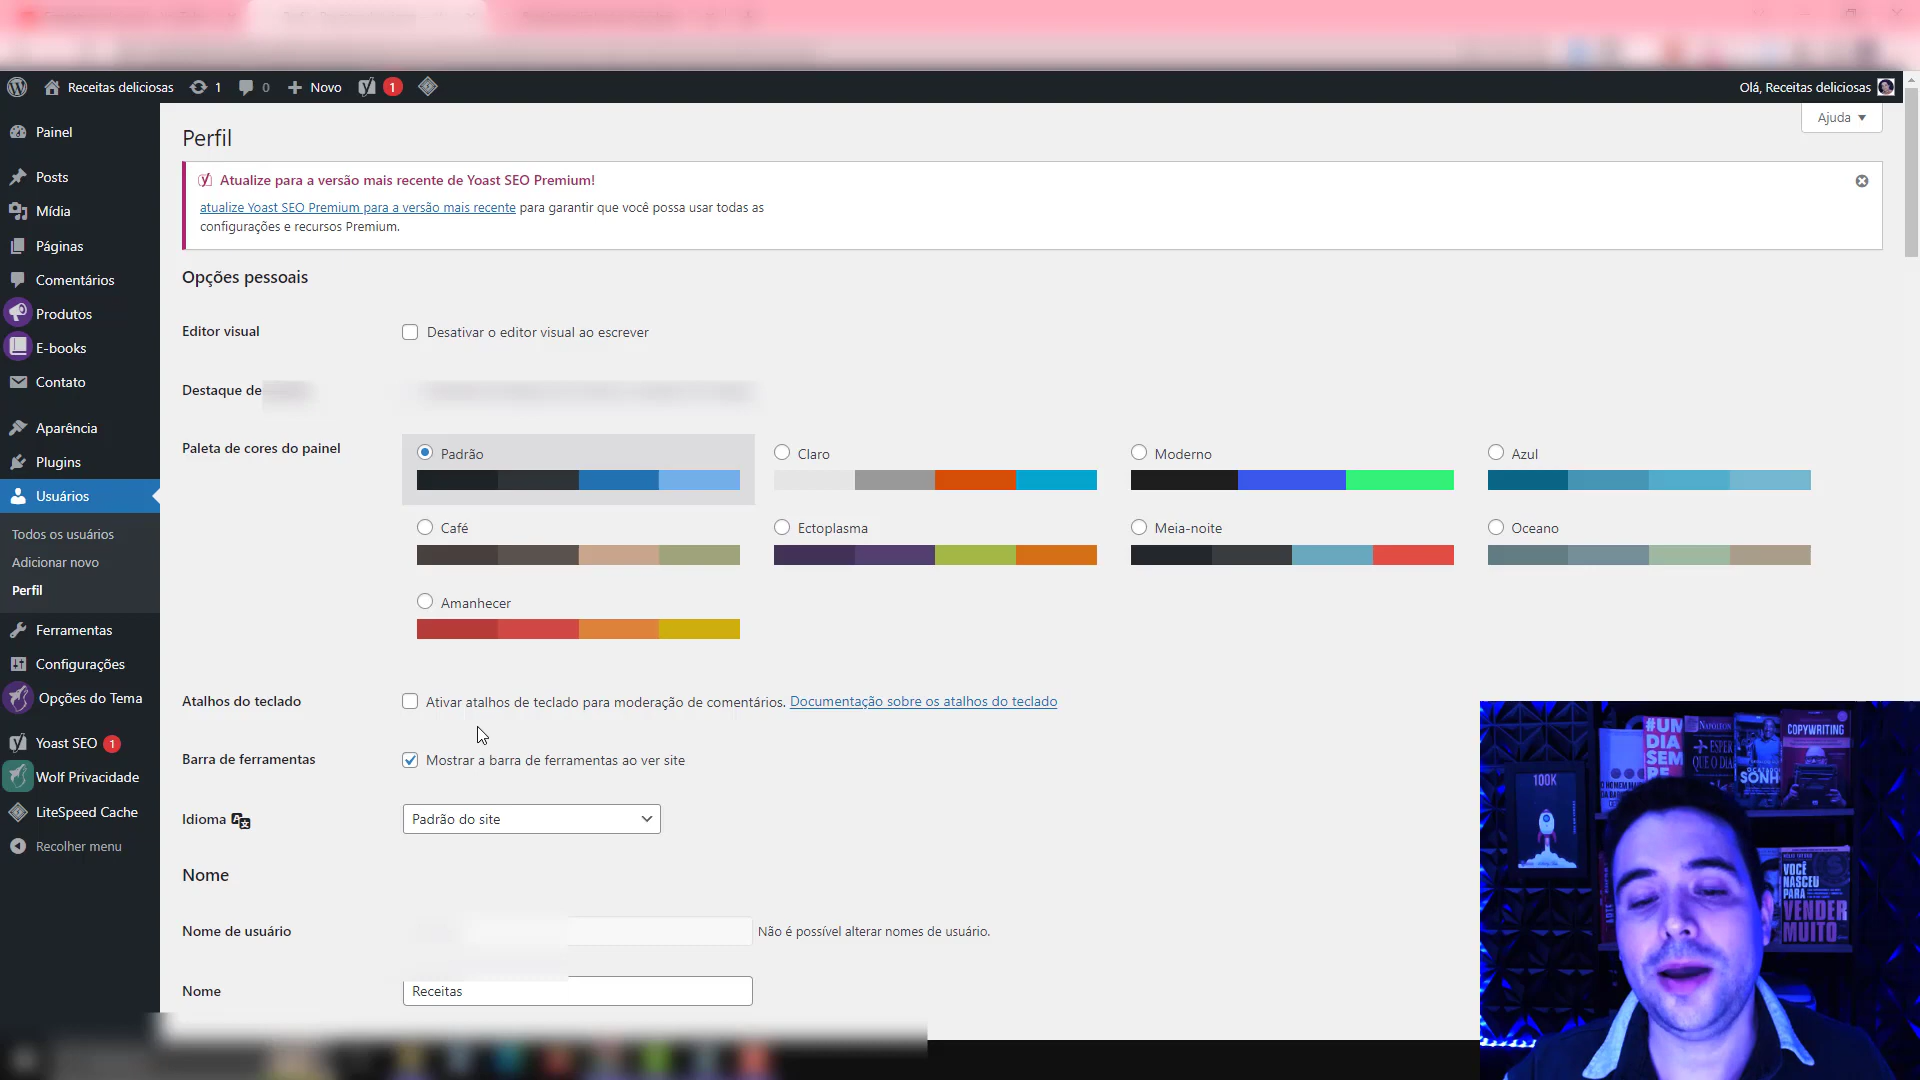 Receitas deliciosas
1
0
Novo
1
Olá, Receitas deliciosas
Ajuda
Painel
Posts
Mídia
Páginas
Comentários
Produtos
E-books
Contato
Aparência
Plugins
Usuários
Todos os usuários
Adicionar novo
Perfil
Ferramentas
Configurações
Opções do Tema
Yoast SEO 1
Wolf Privacidade
LiteSpeed Cache
Recolher menu
Perfil
Atualize para a versão mais recente de Yoast SEO Premium!
atualize Yoast SEO Premium para a versão mais recente para garantir que você possa usar todas as
configurações e recursos Premium.
Opções pessoais
Editor visual
Desativar o editor visual ao escrever
Destaque de
Paleta de cores do painel
Padrão
Claro
Moderno
Azul
Café
Ectoplasma
Meia-noite
Oceano
Amanhecer
Atalhos do teclado
Ativar atalhos de teclado para moderação de comentários. Documentação sobre os atalhos do teclado
Barra de ferramentas
Mostrar a barra de ferramentas ao ver site
Idioma
Padrão do site
Nome
Nome de usuário
Não é possível alterar nomes de usuário.
Nome
Receitas
100K
#UM
DIA
SEM
NAPOLEON
COPYWRITING
VOCÊ
NASCEU
PARA
VENDER
MUITO